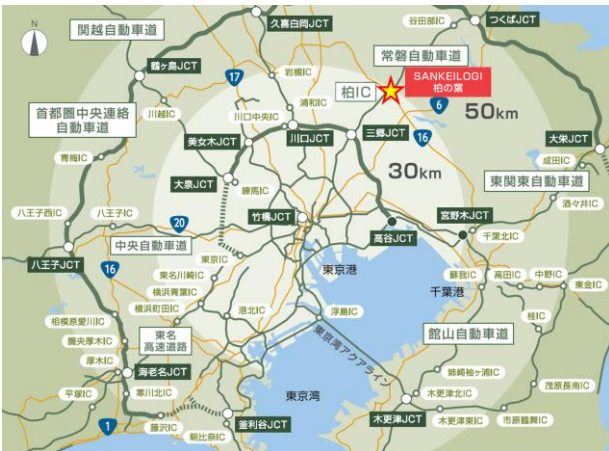 関越自動車道
久喜白岡JCT
谷田部IC
つくばJCT
N
鶴ヶ島JCT
17
岩槻IC
常磐自動車道
SANKEILOGI
柏の葉
柏IC
6
50km
首都圏中央連絡
自動車道
川越IC
浦和IC
川口中央IC
美女木JCT
川口JCT
三郷JCT
16
大栄JCT
青梅IC
大泉JCT
練馬IC
30km
成田IC
東関東自動車道
八王子西IC
八王子IC
20
竹橋JCT
宮野木JCT
酒々井IC
中央自動車道
高谷JCT
千葉北IC
八王子JCT
16
東京IC
東名川崎IC
横浜青葉IC
横浜町田IC
東京港
千葉港
蘇我IC
高田IC
中野IC
東金IC
相模原愛川IC
港北IC
浮島IC
桂IC
圏央厚木IC
東名
高速道路
東京湾アクアライン
館山自動車道
厚木IC
海老名JCT
姉崎袖ヶ浦IC
茂原長南IC
平塚IC
寒川北IC
東京湾
木更津北IC
1
藤沢IC
朝比奈IC
釜利谷JCT
木更津JCT
木更津東IC
市原鶴舞IC